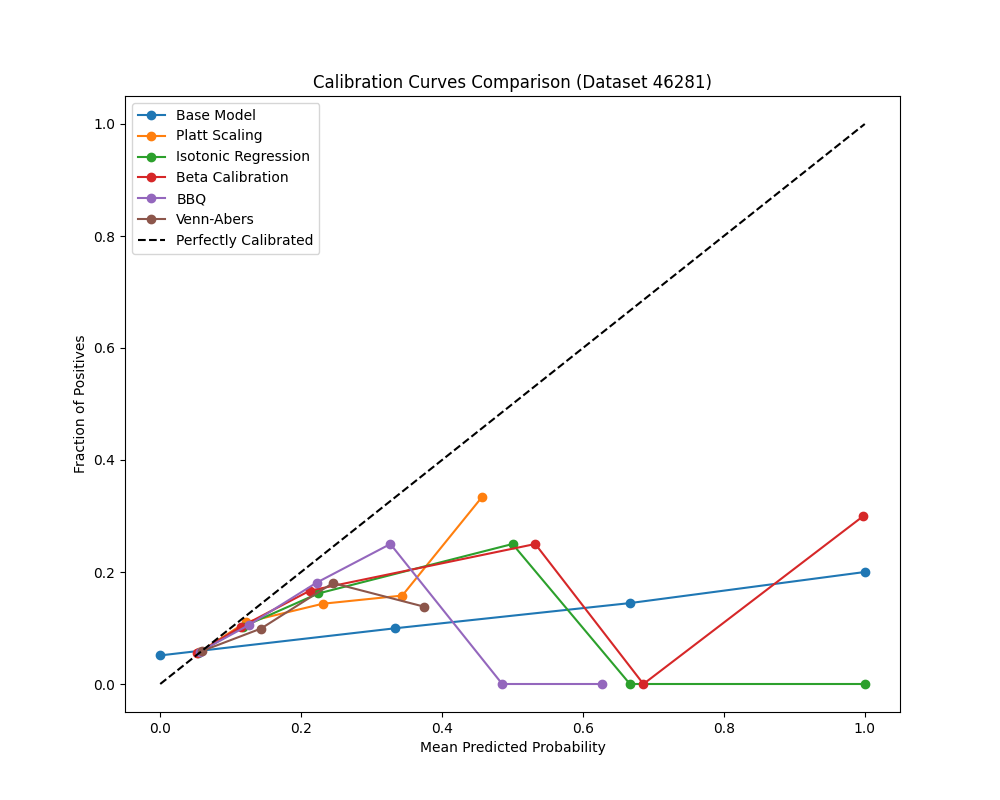 Calibration Curves Comparison (Dataset 46281)
Base Model
Platt Scaling
Isotonic Regression
Beta Calibration
BBQ
Venn-Abers
Perfectly Calibrated
1.0
0.8
0.6
0.4
0.2
0.0
Fraction of Positives
0.0 0.2 0.4 0.6 0.8 1.0
Mean Predicted Probability